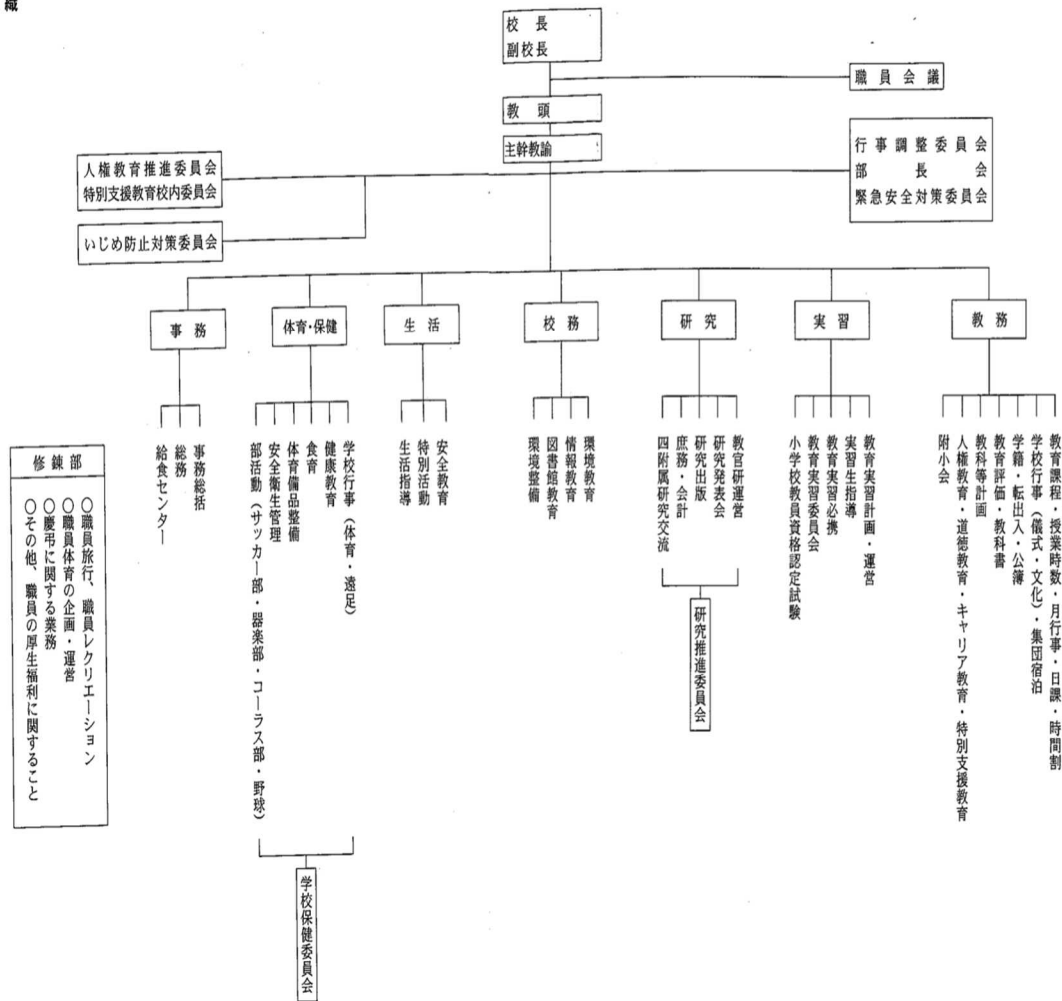 織
校長
副校長
職員会議
教頭
主幹教諭
行事調整委員会
部長会
緊急安全対策委員会
人権教育推進委員会
特別支援教育校内委員会
いじめ防止対策委員会
教務
実習
研究
校務
生活
体育・保健
事務
教育課程・授業時数・月行事・日課・時間割
学校行事（儀式・文化）・集団宿泊
学籍・転出入・公簿
教育評価・教科書
教科等計画
人権教育・道徳教育・キャリア教育・特別支援教育
附小会
教育実習計画・運営
実習生指導
教育実習必携
教育実習委員会
小学校教員資格認定試験
教官研運営
研究発表会
研究出版
庶務・会計
四附属研究交流
研究推進委員会
環境教育
情報教育
図書館教育
環境整備
安全教育
特別活動
生活指導
学校行事（体育・遠足）
健康教育
食育
体育備品整備
安全衛生管理
部活動（サッカー部・器楽部・コーラス部・野球）
学校保健委員会
事務総括
総務
給食センター
修錬部
○職員旅行、職員レクリエーション
○職員体育の企画・運営
○慶弔に関する業務
○その他、職員の厚生福利に関すること